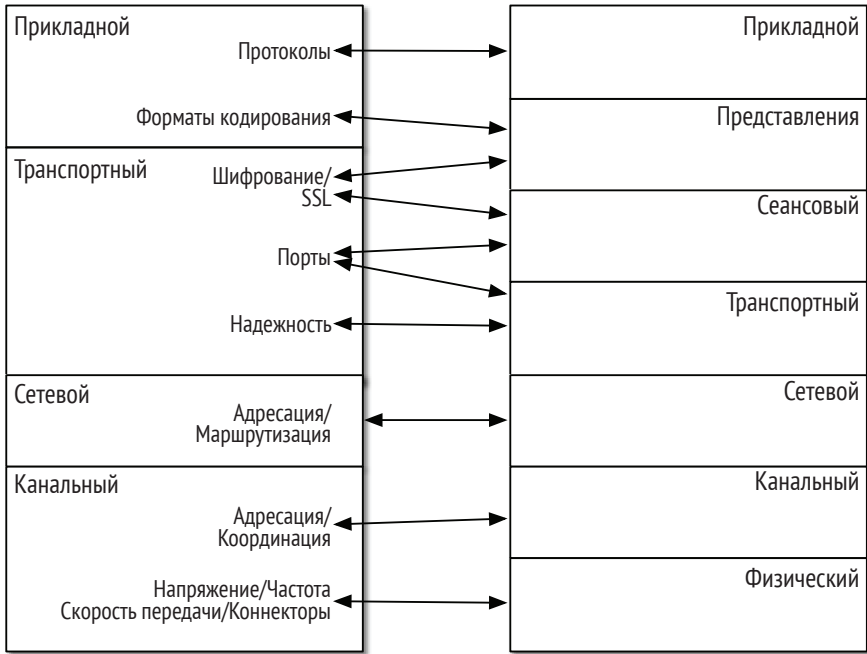 Прикладной
Протоколы
Форматы кодирования
Транспортный
Шифрование/
SSL
Порты
Надежность
Сетевой
Адресация/
Маршрутизация
Канальный
Адресация/
Координация
Напряжение/Частота
Скорость передачи/Коннекторы
Прикладной
Представления
Сеансовый
Транспортный
Сетевой
Канальный
Физический